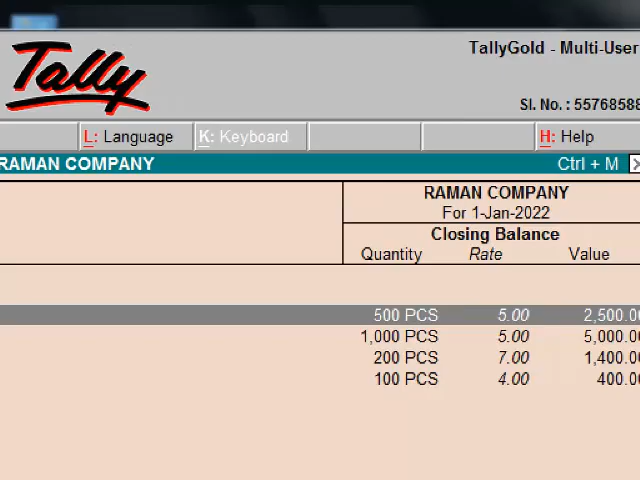 Tally
TallyGold - Multi-User
Sl. No. : 55768588
L: Language K: Keyboard H: Help
RAMAN COMPANY Ctrl + M
RAMAN COMPANY
For 1-Jan-2022
Closing Balance
Quantity Rate Value
500 PCS 5.00 2,500.00
1,000 PCS 5.00 5,000.00
200 PCS 7.00 1,400.00
100 PCS 4.00 400.00